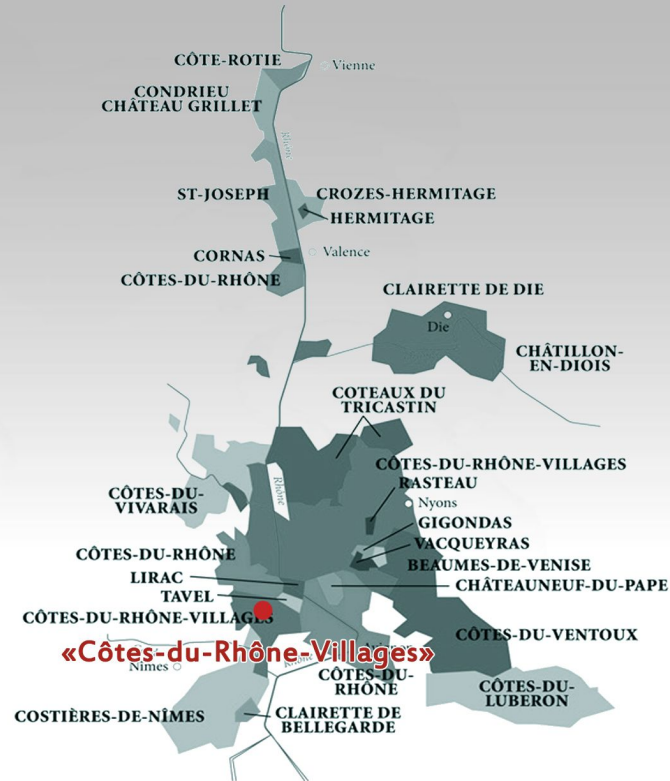 CÔTE-ROTIE
Vienne
CONDRIEU
CHÂTEAU GRILLET
Rhône
ST-JOSEPH
CROZES-HERMITAGE
HERMITAGE
CORNAS
Valence
CÔTES-DU-RHÔNE
CLAIRETTE DE DIE
Die
CHÂTILLON-
EN-DIOIS
COTEAUX DU
TRICASTIN
CÔTES-DU-RHÔNE-VILLAGES
RASTEAU
Rhône
CÔTES-DU-
VIVARAIS
Nyons
GIGONDAS
VACQUEYRAS
CÔTES-DU-RHÔNE
BEAUMES-DE-VENISE
LIRAC
CHÂTEAUNEUF-DU-PAPE
TAVEL
CÔTES-DU-RHÔNE-VILLAGES
CÔTES-DU-VENTOUX
«Côtes-du-Rhône-Villages»
Rhône
Nîmes
CÔTES-DU-
RHÔNE
CÔTES-DU-
LUBERON
COSTIÈRES-DE-NÎMES
CLAIRETTE DE
BELLEGARDE